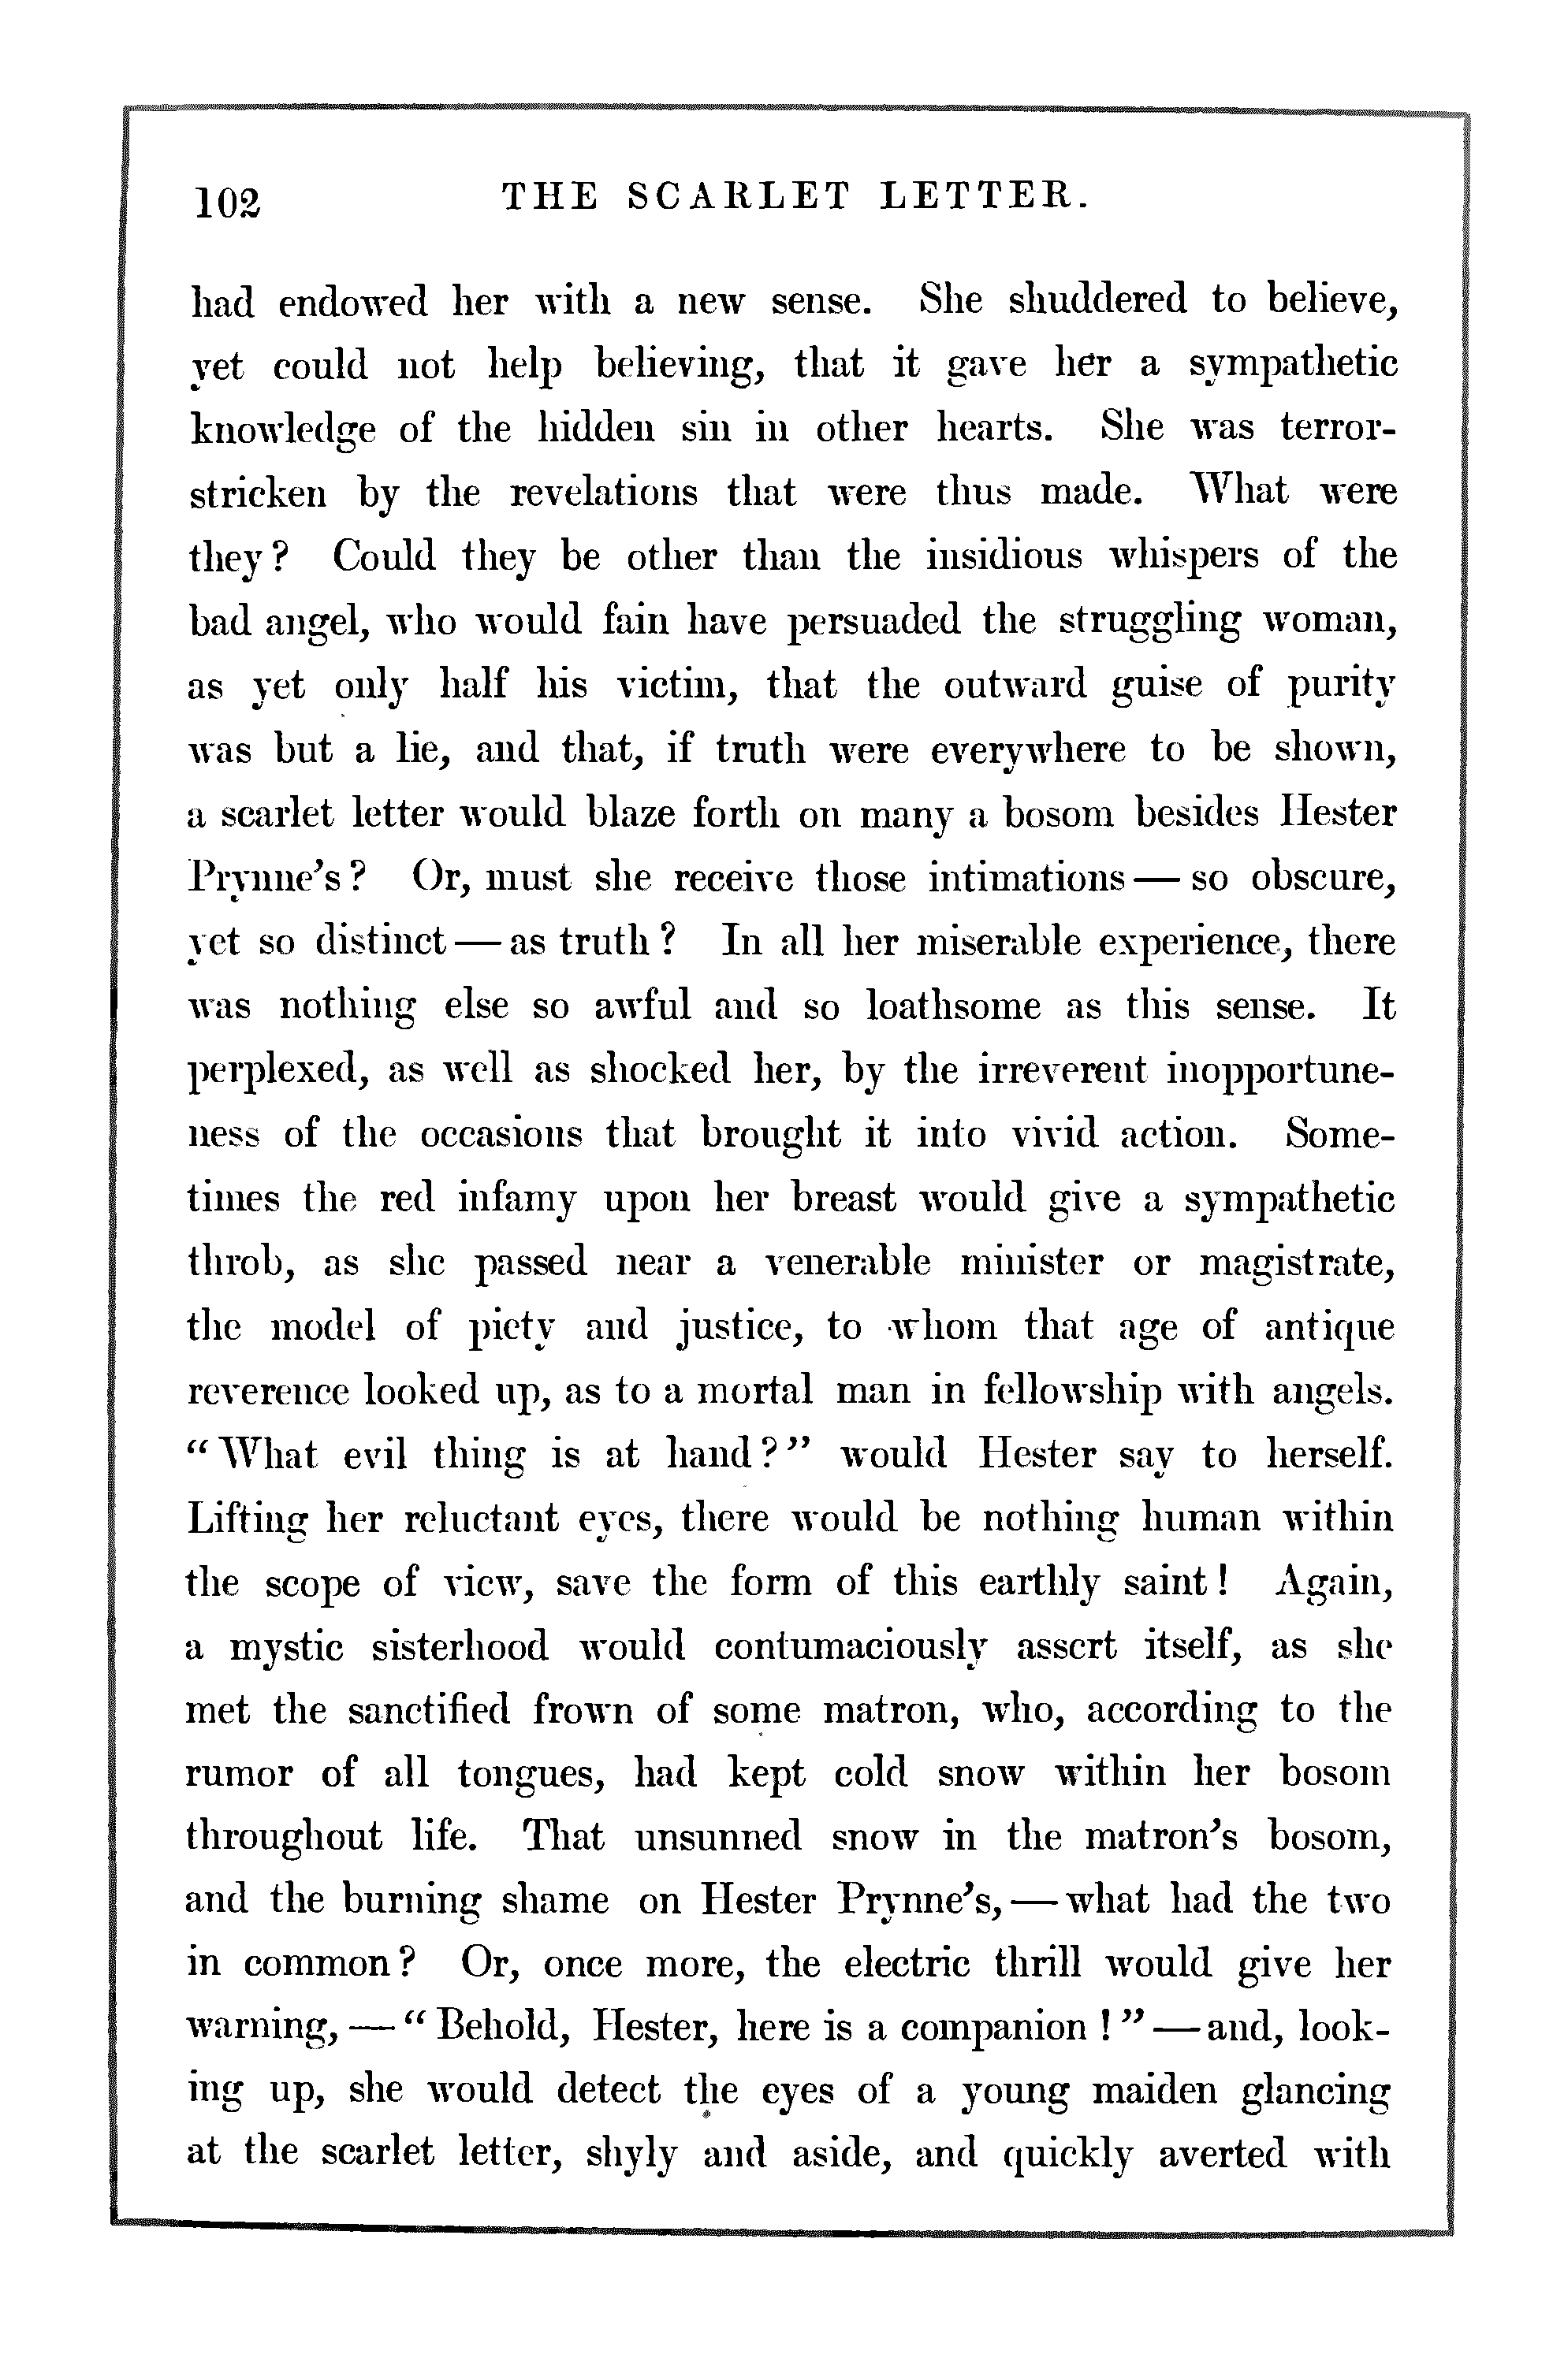 102 THE SCARLET LETTER.
had endowed her with a new sense. She shuddered to believe,
yet could not help believing, that it gave her a sympathetic
knowledge of the hidden sin in other hearts. She was terror-
stricken by the revelations that were thus made. What were
they? Could they be other than the insidious whispers of the
bad angel, who would fain have persuaded the struggling woman,
as yet only half his victim, that the outward guise of purity
was but a lie, and that, if truth were everywhere to be shown,
a scarlet letter would blaze forth on many a bosom besides Hester
Prynne's? Or, must she receive those intimations — so obscure,
yet so distinct — as truth? In all her miserable experience, there
was nothing else so awful and so loathsome as this sense. It
perplexed, as well as shocked her, by the irreverent inopportune-
ness of the occasions that brought it into vivid action. Some-
times the red infamy upon her breast would give a sympathetic
throb, as she passed near a venerable minister or magistrate,
the model of piety and justice, to whom that age of antique
reverence looked up, as to a mortal man in fellowship with angels.
"What evil thing is at hand?" would Hester say to herself.
Lifting her reluctant eyes, there would be nothing human within
the scope of view, save the form of this earthly saint! Again,
a mystic sisterhood would contumaciously assert itself, as she
met the sanctified frown of some matron, who, according to the
rumor of all tongues, had kept cold snow within her bosom
throughout life. That unsunned snow in the matron's bosom,
and the burning shame on Hester Prynne's, — what had the two
in common? Or, once more, the electric thrill would give her
warning, — "Behold, Hester, here is a companion!" — and, look-
ing up, she would detect the eyes of a young maiden glancing
at the scarlet letter, shyly and aside, and quickly averted with